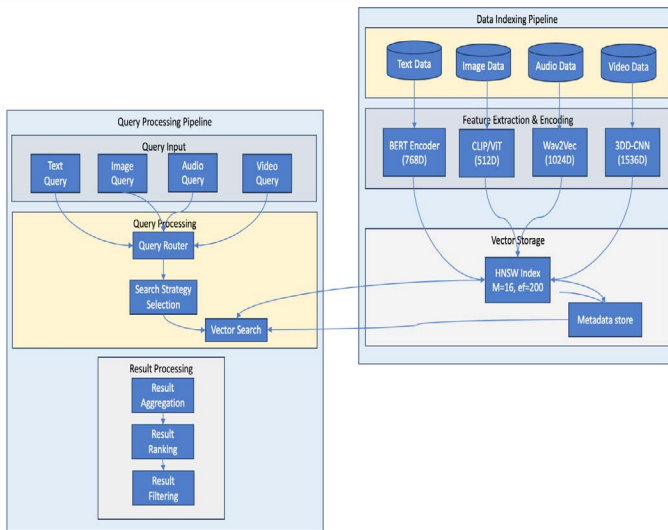 Data Indexing Pipeline
Text Data
Image Data
Audio Data
Video Data
Feature Extraction & Encoding
BERT Encoder
(768D)
CLIP/ViT
(512D)
Wav2Vec
(1024D)
3DD-CNN
(1536D)
Vector Storage
HNSW Index
M=16, ef=200
Metadata store
Query Processing Pipeline
Query Input
Text
Query
Image
Query
Audio
Query
Video
Query
Query Processing
Query Router
Search Strategy
Selection
Vector Search
Result Processing
Result
Aggregation
Result
Ranking
Result
Filtering